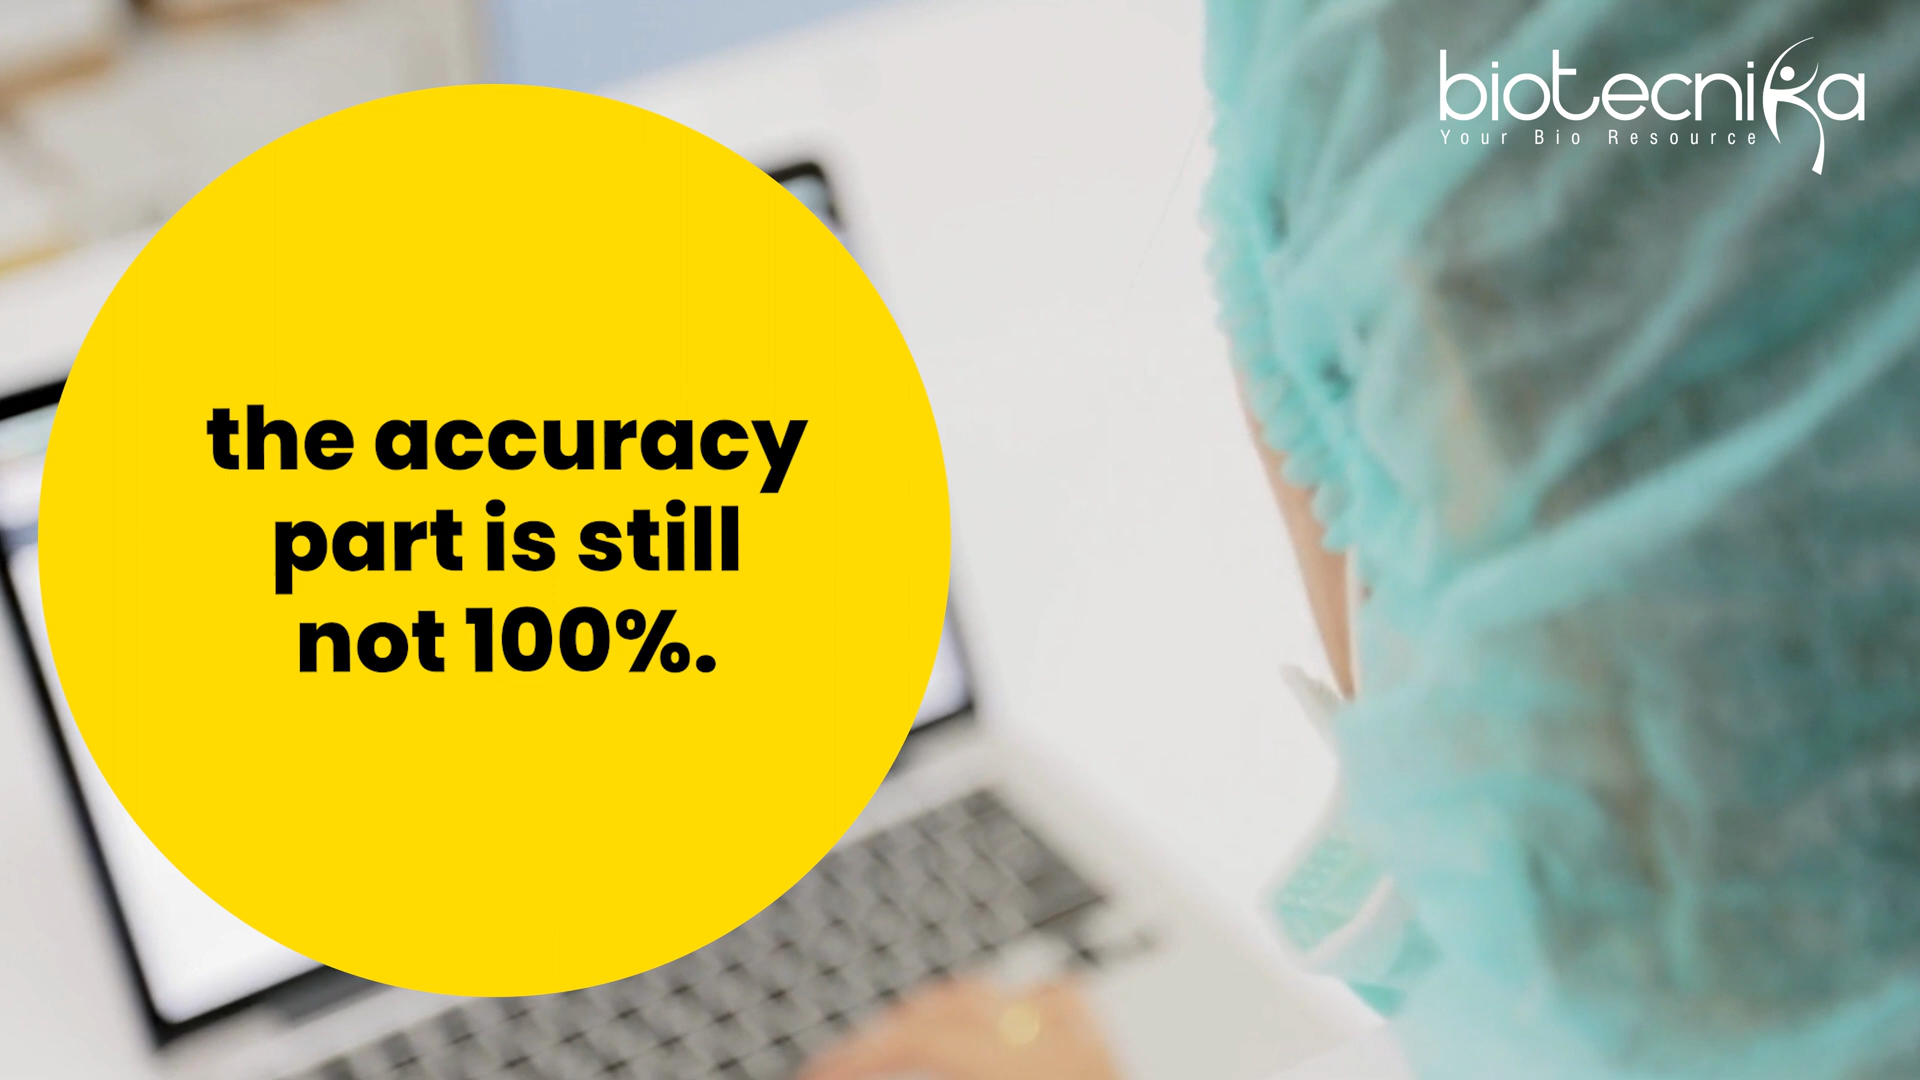 biotecnika
Your Bio Resource
the accuracy
part is still
not 100%.